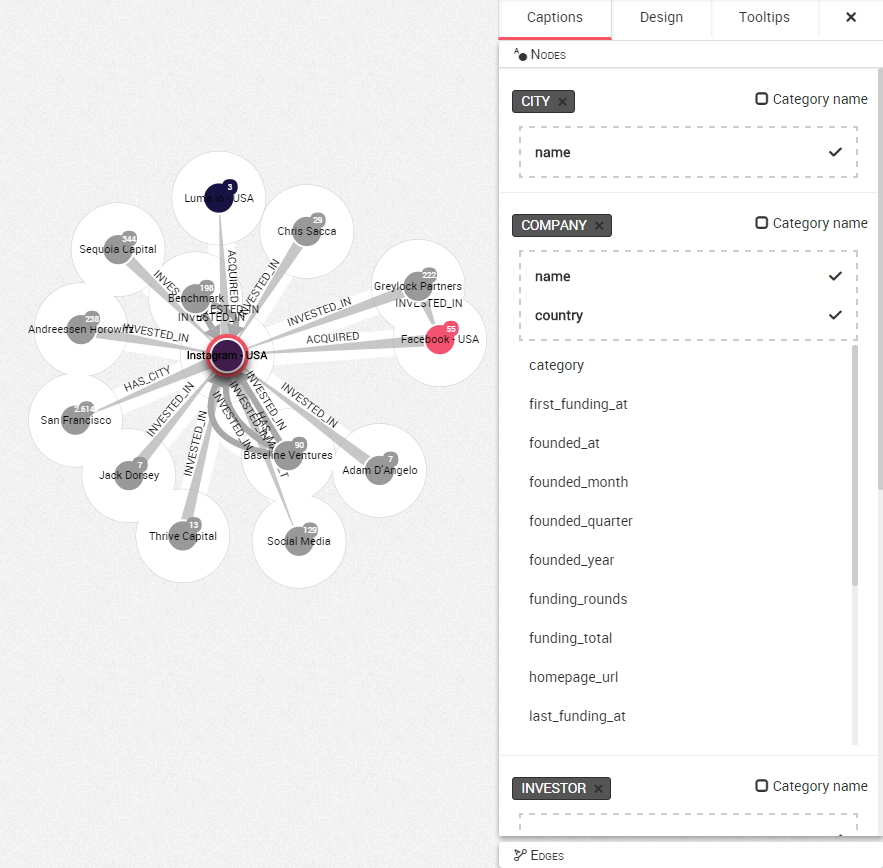 Captions
Design
Tooltips
×
Nodes
CITY ×
Category name
name
COMPANY ×
Category name
name
country
category
first_funding_at
founded_at
founded_month
founded_quarter
founded_year
funding_rounds
funding_total
homepage_url
last_funding_at
INVESTOR ×
Category name
Edges
3
Luma.io - USA
29
Chris Sacca
344
Sequoia Capital
222
Greylock Partners
198
Benchmark
ACQUIRED
INVESTED_IN
INVESTED_IN
INVESTED_IN
INVESTED_IN
238
Andreessen Horowitz
INVESTED_IN
55
Facebook - USA
ACQUIRED
Instagram - USA
HAS_CITY
2.614
San Francisco
INVESTED_IN
INVESTED_IN
INVESTED_IN
INVESTED_IN
INVESTED_IN
INVESTED_IN
90
Baseline Ventures
7
Jack Dorsey
7
Adam D'Angelo
13
Thrive Capital
129
Social Media